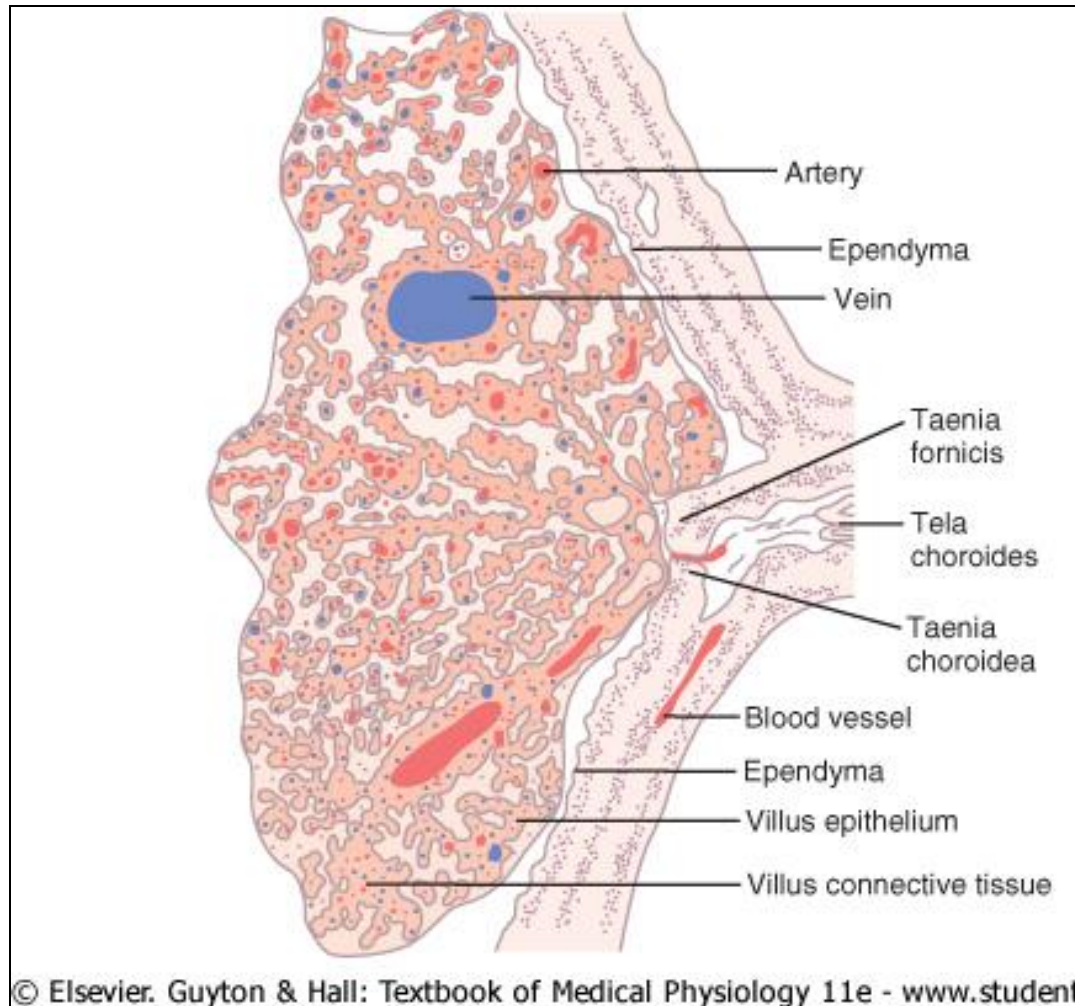 Artery
Ependyma
Vein
Taenia
fornicis
Tela
choroides
Taenia
choroidea
Blood vessel
Ependyma
Villus epithelium
Villus connective tissue
© Elsevier. Guyton & Hall: Textbook of Medical Physiology 11e - www.student